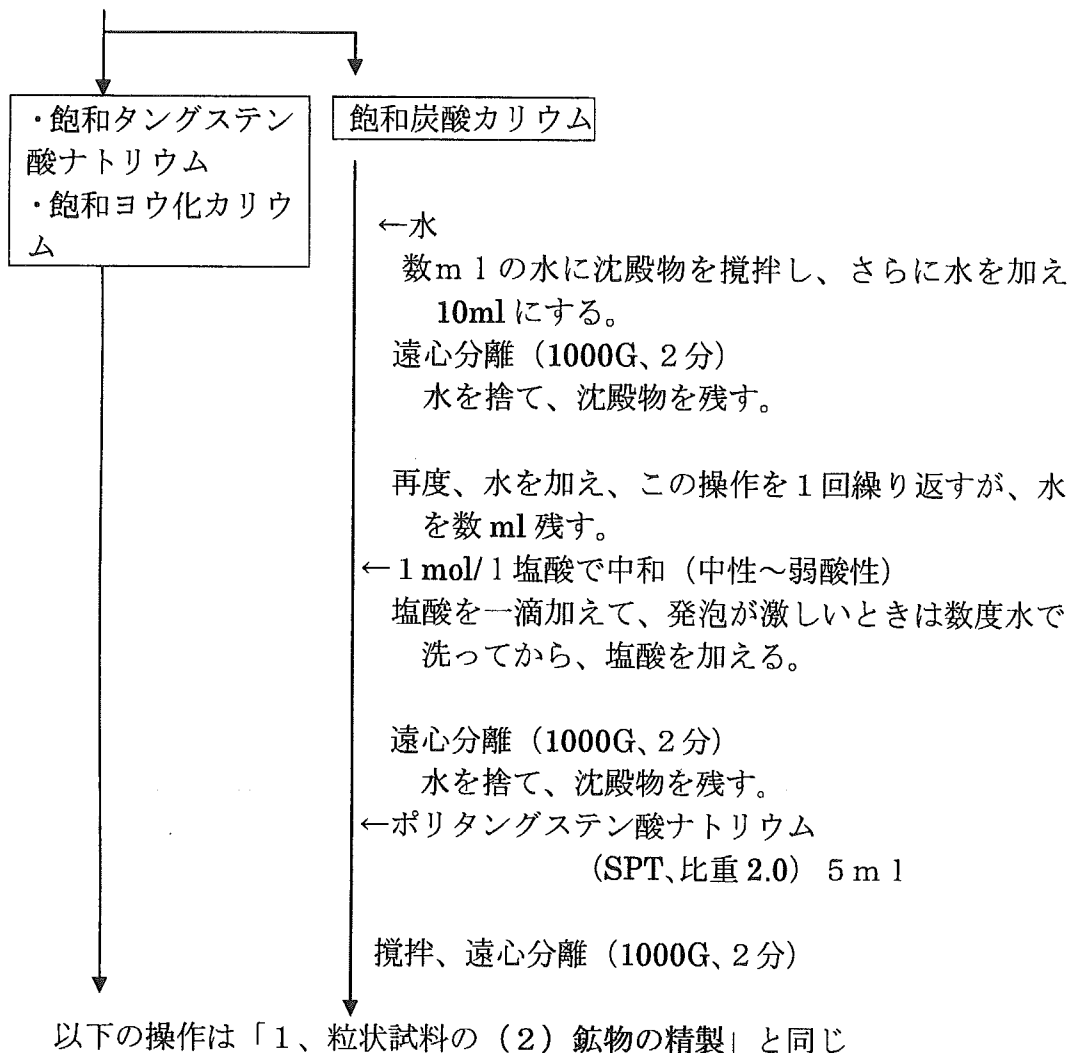 ・飽和タングステン
酸ナトリウム
・飽和ヨウ化カリウ
ム
飽和炭酸カリウム
←水
数ｍｌの水に沈殿物を撹拌し、さらに水を加え
10ml にする。
遠心分離（1000G、２分）
水を捨て、沈殿物を残す。
再度、水を加え、この操作を１回繰り返すが、水
を数 ml 残す。
←１mol/ｌ塩酸で中和（中性～弱酸性）
塩酸を一滴加えて、発泡が激しいときは数度水で
洗ってから、塩酸を加える。
遠心分離（1000G、２分）
水を捨て、沈殿物を残す。
←ポリタングステン酸ナトリウム
（SPT、比重 2.0）５ｍｌ
撹拌、遠心分離（1000G、２分）
以下の操作は「１、粒状試料の（２）鉱物の精製」と同じ